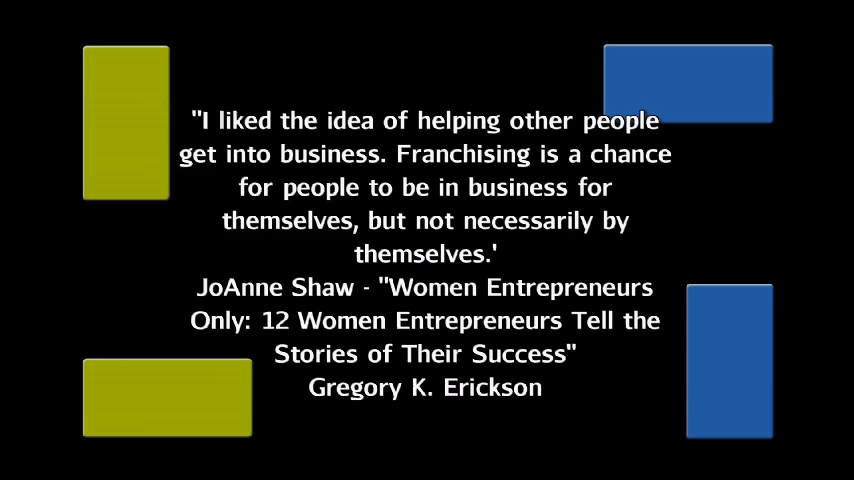 "I liked the idea of helping other people
get into business. Franchising is a chance
for people to be in business for
themselves, but not necessarily by
themselves.'
JoAnne Shaw - "Women Entrepreneurs
Only: 12 Women Entrepreneurs Tell the
Stories of Their Success"
Gregory K. Erickson